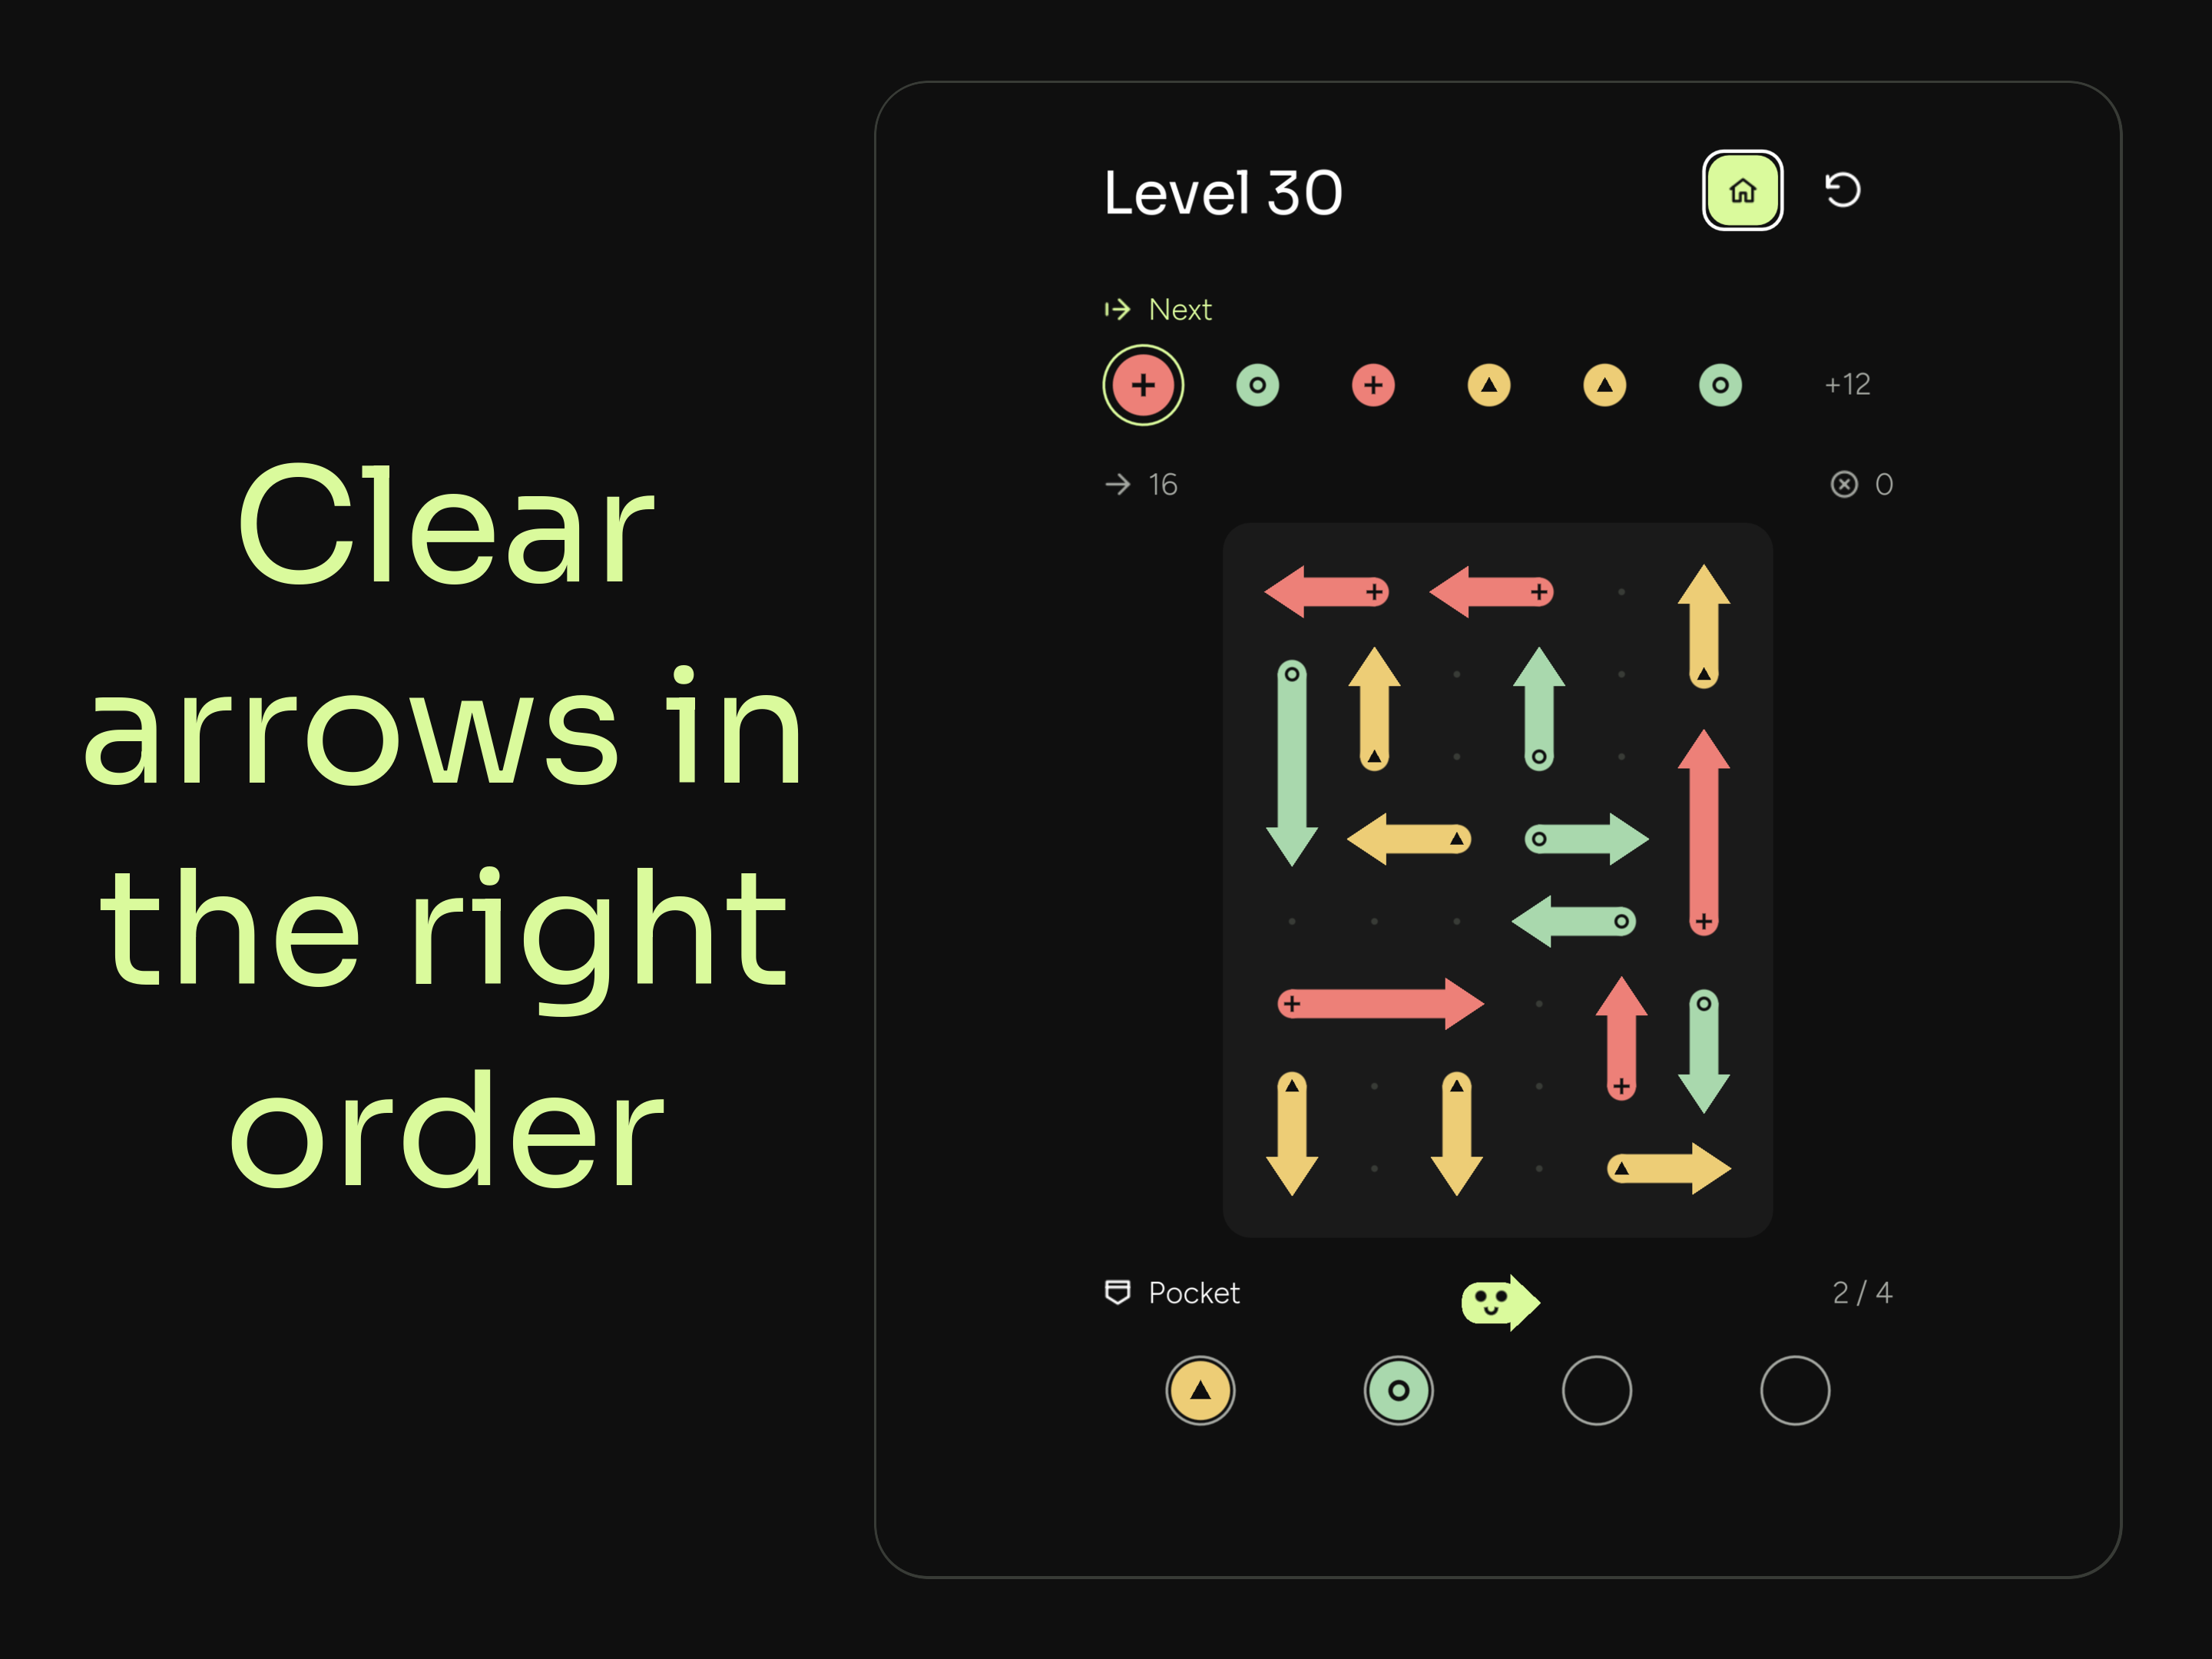 Clear
arrows in
the right
order
Level 30
Next
+12
16
0
Pocket
2 / 4